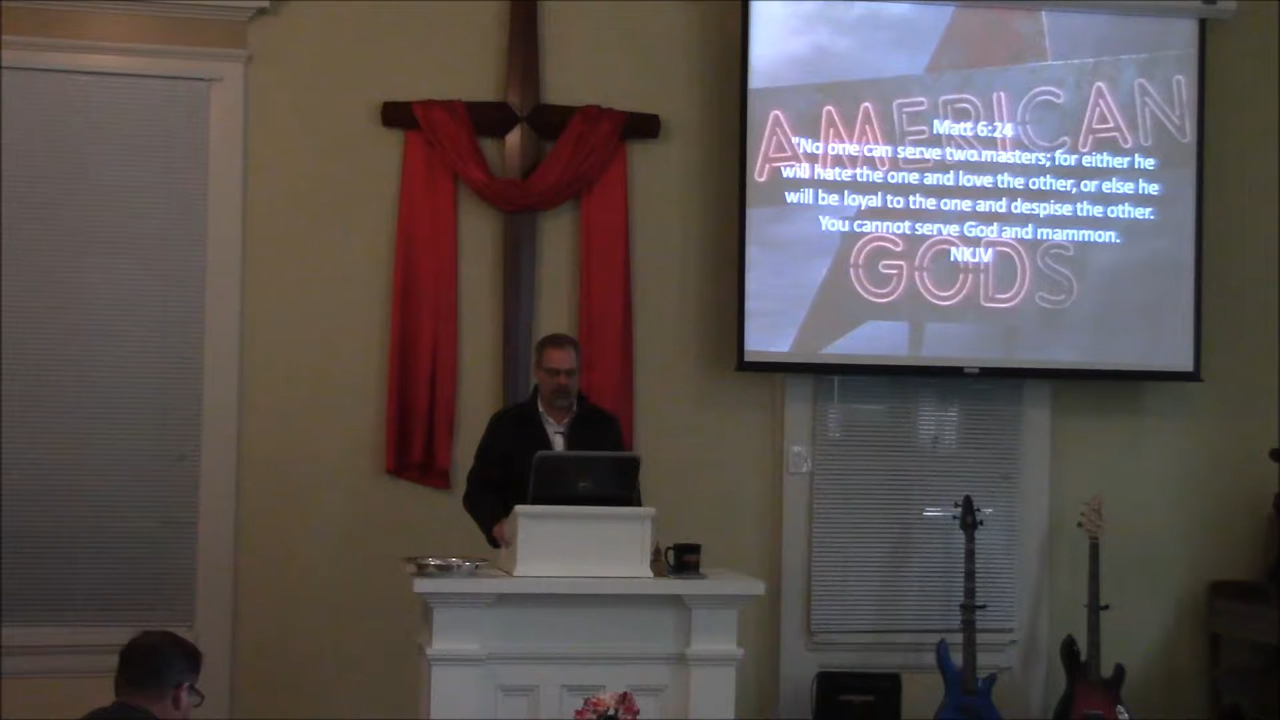 AMERICAN
GODS
Matt 6:24
"No one can serve two masters; for either he
will hate the one and love the other, or else he
will be loyal to the one and despise the other.
You cannot serve God and mammon.
NKJV